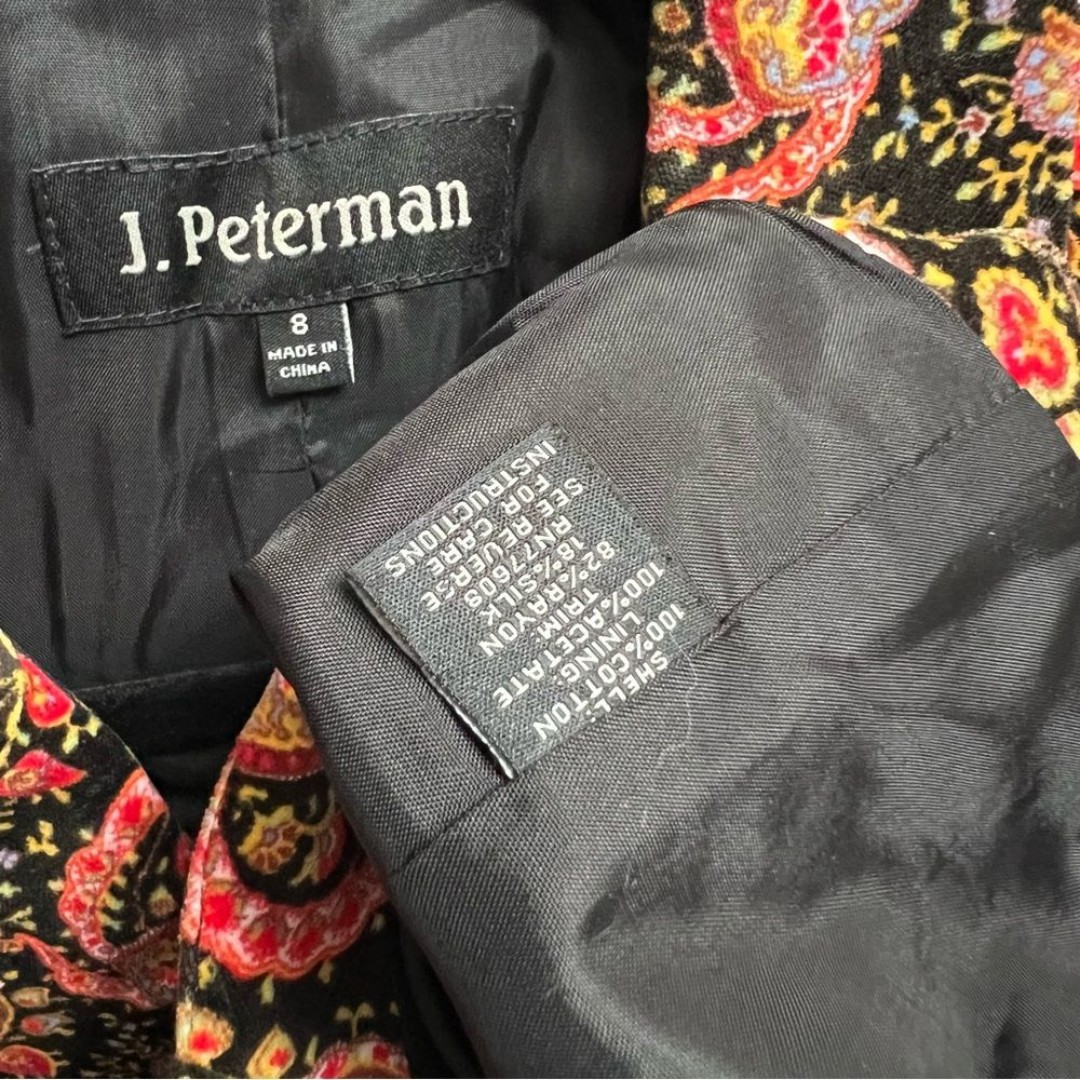 J. Peterman
8
MADE IN
CHINA
SHELL:
100%COTTON
LINING:
100%ACETATE
TRIM
82%RAYON
18%SILK
RN77608
SEE REVERSE
FOR CARE
INSTRUCTIONS